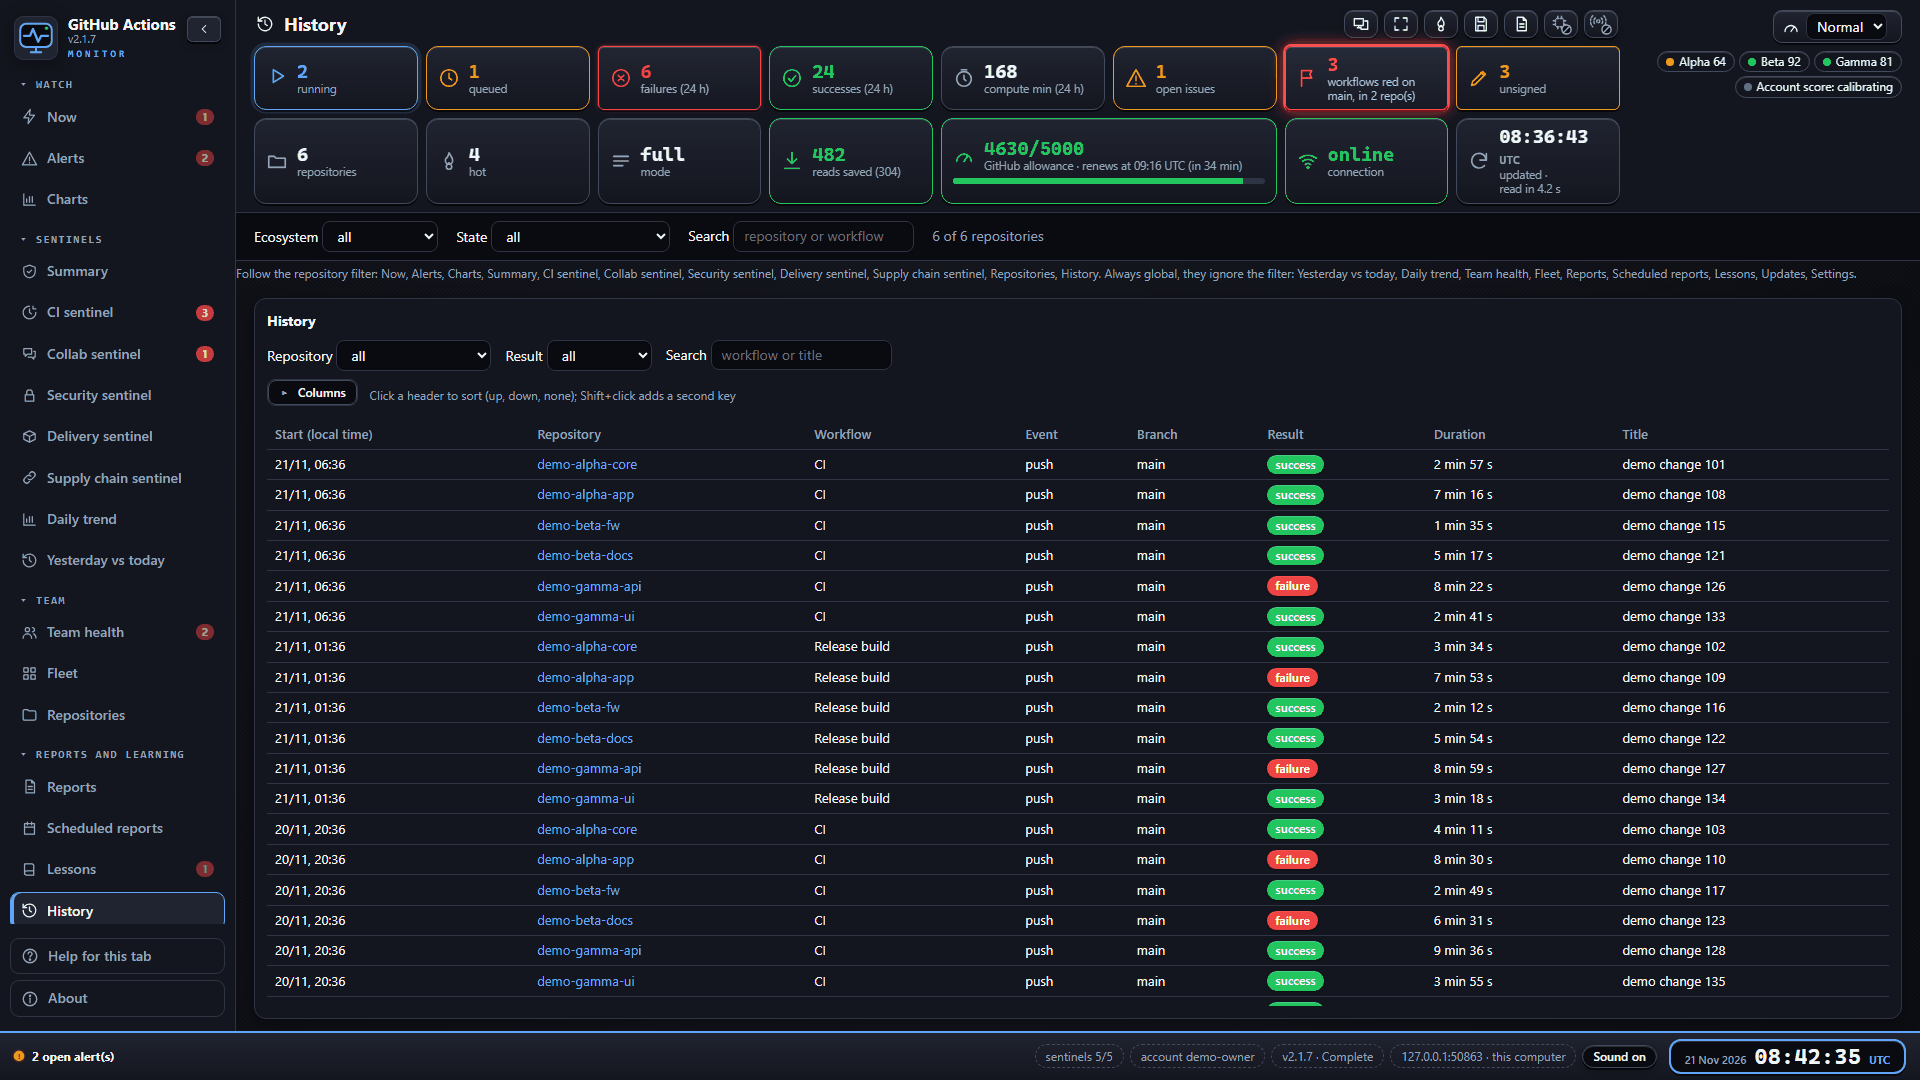 GitHub Actions
v2.1.7
MONITOR
WATCH
Now 1
Alerts 2
Charts
SENTINELS
Summary
CI sentinel 3
Collab sentinel 1
Security sentinel
Delivery sentinel
Supply chain sentinel
Daily trend
Yesterday vs today
TEAM
Team health 2
Fleet
Repositories
REPORTS AND LEARNING
Reports
Scheduled reports
Lessons 1
History
Help for this tab
About
History
Normal
2 running
1 queued
6 failures (24 h)
24 successes (24 h)
168 compute min (24 h)
1 open issues
3 workflows red on main, in 2 repo(s)
3 unsigned
Alpha 64 Beta 92 Gamma 81
Account score: calibrating
6 repositories
4 hot
full mode
482 reads saved (304)
4630/5000 GitHub allowance · renews at 09:16 UTC (in 34 min)
online connection
08:36:43 UTC updated · read in 4.2 s
Ecosystem all State all Search repository or workflow 6 of 6 repositories
Follow the repository filter: Now, Alerts, Charts, Summary, CI sentinel, Collab sentinel, Security sentinel, Delivery sentinel, Supply chain sentinel, Repositories, History. Always global, they ignore the filter: Yesterday vs today, Daily trend, Team health, Fleet, Reports, Scheduled reports, Lessons, Updates, Settings.
History
Repository all Result all Search workflow or title
Columns Click a header to sort (up, down, none); Shift+click adds a second key
Start (local time) Repository Workflow Event Branch Result Duration Title
21/11, 06:36 demo-alpha-core CI push main success 2 min 57 s demo change 101
21/11, 06:36 demo-alpha-app CI push main success 7 min 16 s demo change 108
21/11, 06:36 demo-beta-fw CI push main success 1 min 35 s demo change 115
21/11, 06:36 demo-beta-docs CI push main success 5 min 17 s demo change 121
21/11, 06:36 demo-gamma-api CI push main failure 8 min 22 s demo change 126
21/11, 06:36 demo-gamma-ui CI push main success 2 min 41 s demo change 133
21/11, 01:36 demo-alpha-core Release build push main success 3 min 34 s demo change 102
21/11, 01:36 demo-alpha-app Release build push main failure 7 min 53 s demo change 109
21/11, 01:36 demo-beta-fw Release build push main success 2 min 12 s demo change 116
21/11, 01:36 demo-beta-docs Release build push main success 5 min 54 s demo change 122
21/11, 01:36 demo-gamma-api Release build push main failure 8 min 59 s demo change 127
21/11, 01:36 demo-gamma-ui Release build push main success 3 min 18 s demo change 134
20/11, 20:36 demo-alpha-core CI push main success 4 min 11 s demo change 103
20/11, 20:36 demo-alpha-app CI push main failure 8 min 30 s demo change 110
20/11, 20:36 demo-beta-fw CI push main success 2 min 49 s demo change 117
20/11, 20:36 demo-beta-docs CI push main failure 6 min 31 s demo change 123
20/11, 20:36 demo-gamma-api CI push main success 9 min 36 s demo change 128
20/11, 20:36 demo-gamma-ui CI push main success 3 min 55 s demo change 135
2 open alert(s)
sentinels 5/5 account demo-owner v2.1.7 · Complete 127.0.0.1:50863 · this computer Sound on 21 Nov 2026 08:42:35 UTC